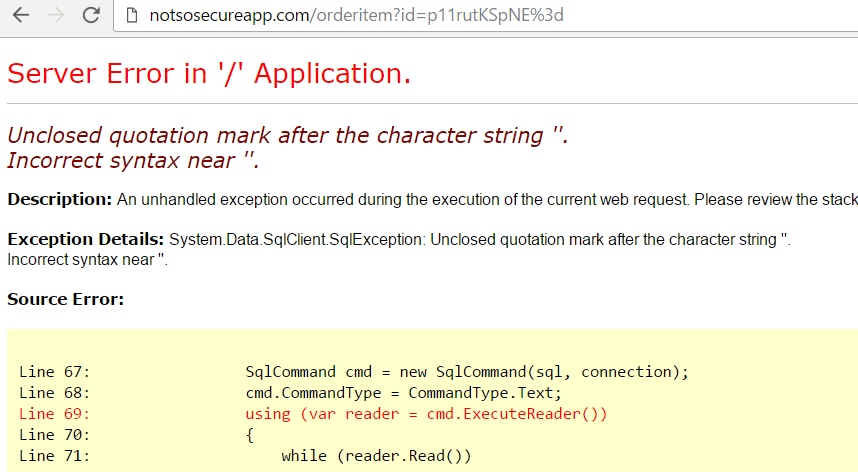 notsosecureapp.com/orderitem?id=p11rutKSpNE%3d
Server Error in '/' Application.
Unclosed quotation mark after the character string ''.
Incorrect syntax near ''.
Description: An unhandled exception occurred during the execution of the current web request. Please review the stack
Exception Details: System.Data.SqlClient.SqlException: Unclosed quotation mark after the character string ''.
Incorrect syntax near ''.
Source Error:
Line 67:                 SqlCommand cmd = new SqlCommand(sql, connection);
Line 68:                 cmd.CommandType = CommandType.Text;
Line 69:                 using (var reader = cmd.ExecuteReader())
Line 70:                 {
Line 71:                     while (reader.Read())